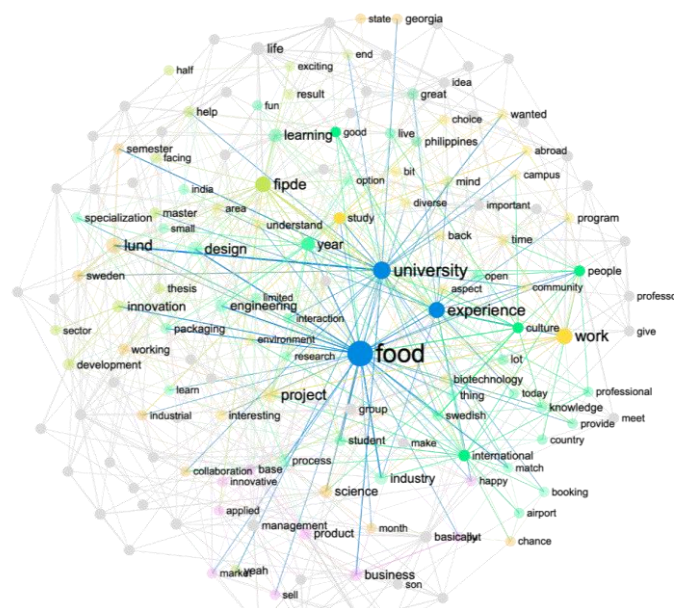 state
georgia
life
end
exciting
half
idea
result
great
fun
help
choice
wanted
learning
good
live
semester
philippines
abroad
facing
bit
campus
fipde
option
mind
india
diverse
important
program
master
area
study
specialization
understand
small
back
time
lund
design
year
university
people
open
sweden
aspect
thesis
community
limited
professo
innovation
engineering
experience
interaction
culture
work
give
sector
packaging
environment
working
food
research
lot
development
biotechnology
learn
project
thing
today
professional
group
knowledge
industrial
interesting
swedish
meet
provide
student
make
country
process
international
collaboration
base
match
innovative
industry
happy
science
booking
applied
airport
management
month
product
basically
chance
market
yeah
business
son
sell